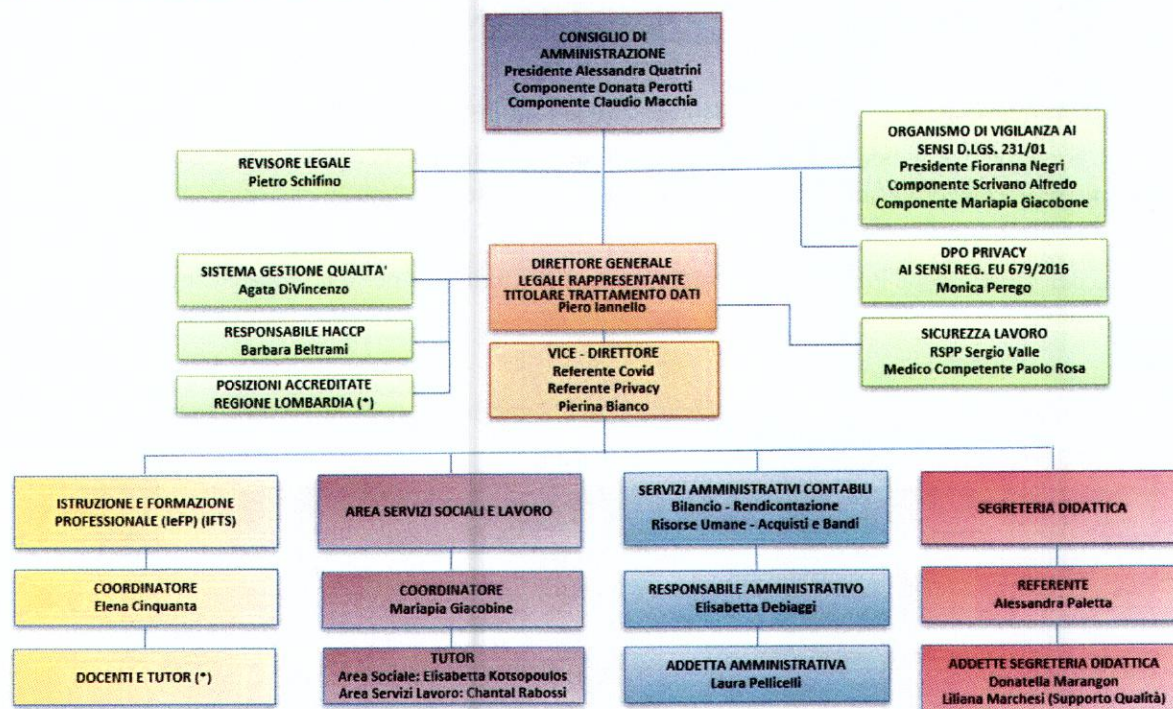 CONSIGLIO DI
AMMINISTRAZIONE
Presidente Alessandra Quatrini
Componente Donata Perotti
Componente Claudio Macchia
REVISORE LEGALE
Pietro Schifino
ORGANISMO DI VIGILANZA AI
SENSI D.LGS. 231/01
Presidente Fioranna Negri
Componente Scrivano Alfredo
Componente Mariapia Giacobone
SISTEMA GESTIONE QUALITA'
Agata DiVincenzo
DIRETTORE GENERALE
LEGALE RAPPRESENTANTE
TITOLARE TRATTAMENTO DATI
Piero Iannello
DPO PRIVACY
AI SENSI REG. EU 679/2016
Monica Perego
RESPONSABILE HACCP
Barbara Beltrami
SICUREZZA LAVORO
RSPP Sergio Valle
Medico Competente Paolo Rosa
POSIZIONI ACCREDITATE
REGIONE LOMBARDIA (*)
VICE - DIRETTORE
Referente Covid
Referente Privacy
Pierina Bianco
ISTRUZIONE E FORMAZIONE
PROFESSIONALE (IeFP) (IFTS)
AREA SERVIZI SOCIALI E LAVORO
SERVIZI AMMINISTRATIVI CONTABILI
Bilancio - Rendicontazione
Risorse Umane - Acquisti e Bandi
SEGRETERIA DIDATTICA
COORDINATORE
Elena Cinquanta
COORDINATORE
Mariapia Giacobine
RESPONSABILE AMMINISTRATIVO
Elisabetta Debiaggi
REFERENTE
Alessandra Paletta
DOCENTI E TUTOR (*)
TUTOR
Area Sociale: Elisabetta Kotsopoulos
Area Servizi Lavoro: Chantal Rabossi
ADDETTA AMMINISTRATIVA
Laura Pellicelli
ADDETTE SEGRETERIA DIDATTICA
Donatella Marangon
Liliana Marchesi (Supporto Qualità)